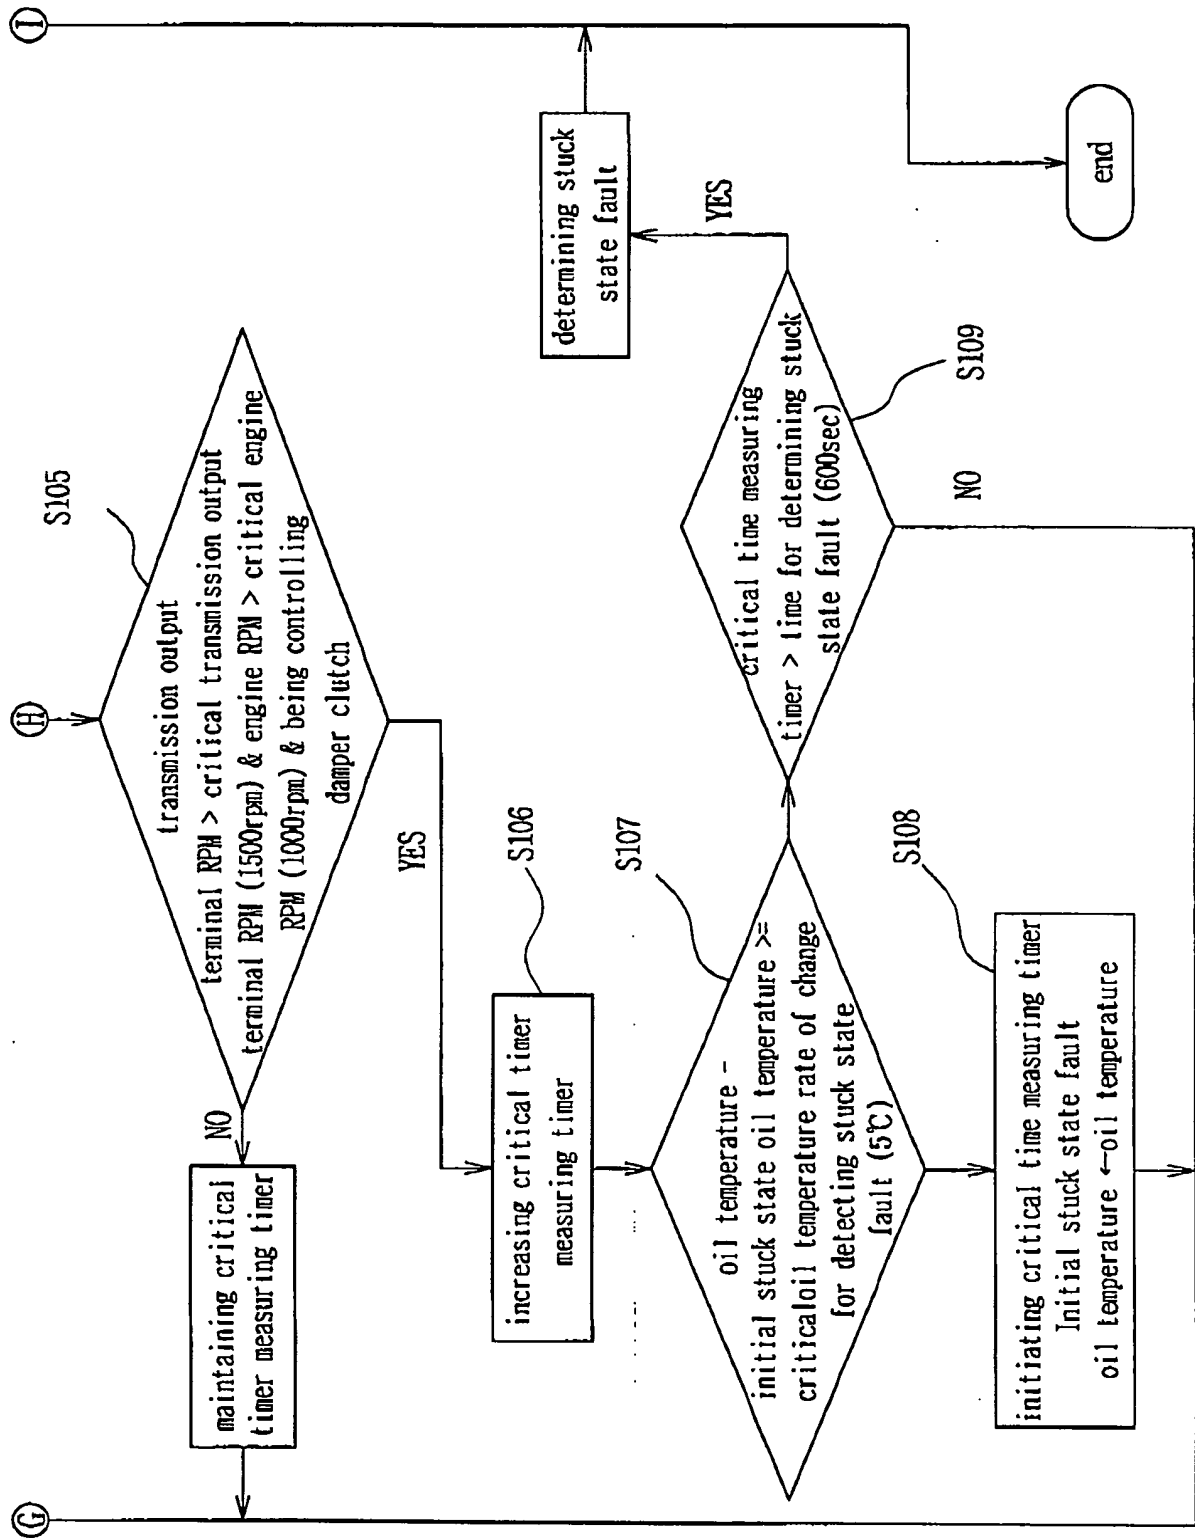 G
H
I
maintaining critical
timer measuring timer
NO
transmission output
terminal RPM > critical transmission output
terminal RPM (1500rpm) & engine RPM > critical engine
RPM (1000rpm) & being controlling
damper clutch
S105
YES
increasing critical timer
measuring timer
S106
oil temperature -
initial stuck state oil temperature >=
criticaloil temperature rate of change
for detecting stuck state
fault (5℃)
S107
initiating critical time measuring timer
Initial stuck state fault
oil temperature ←oil temperature
S108
critical time measuring
timer > time for determining stuck
state fault (600sec)
S109
NO
YES
determining stuck
state fault
end